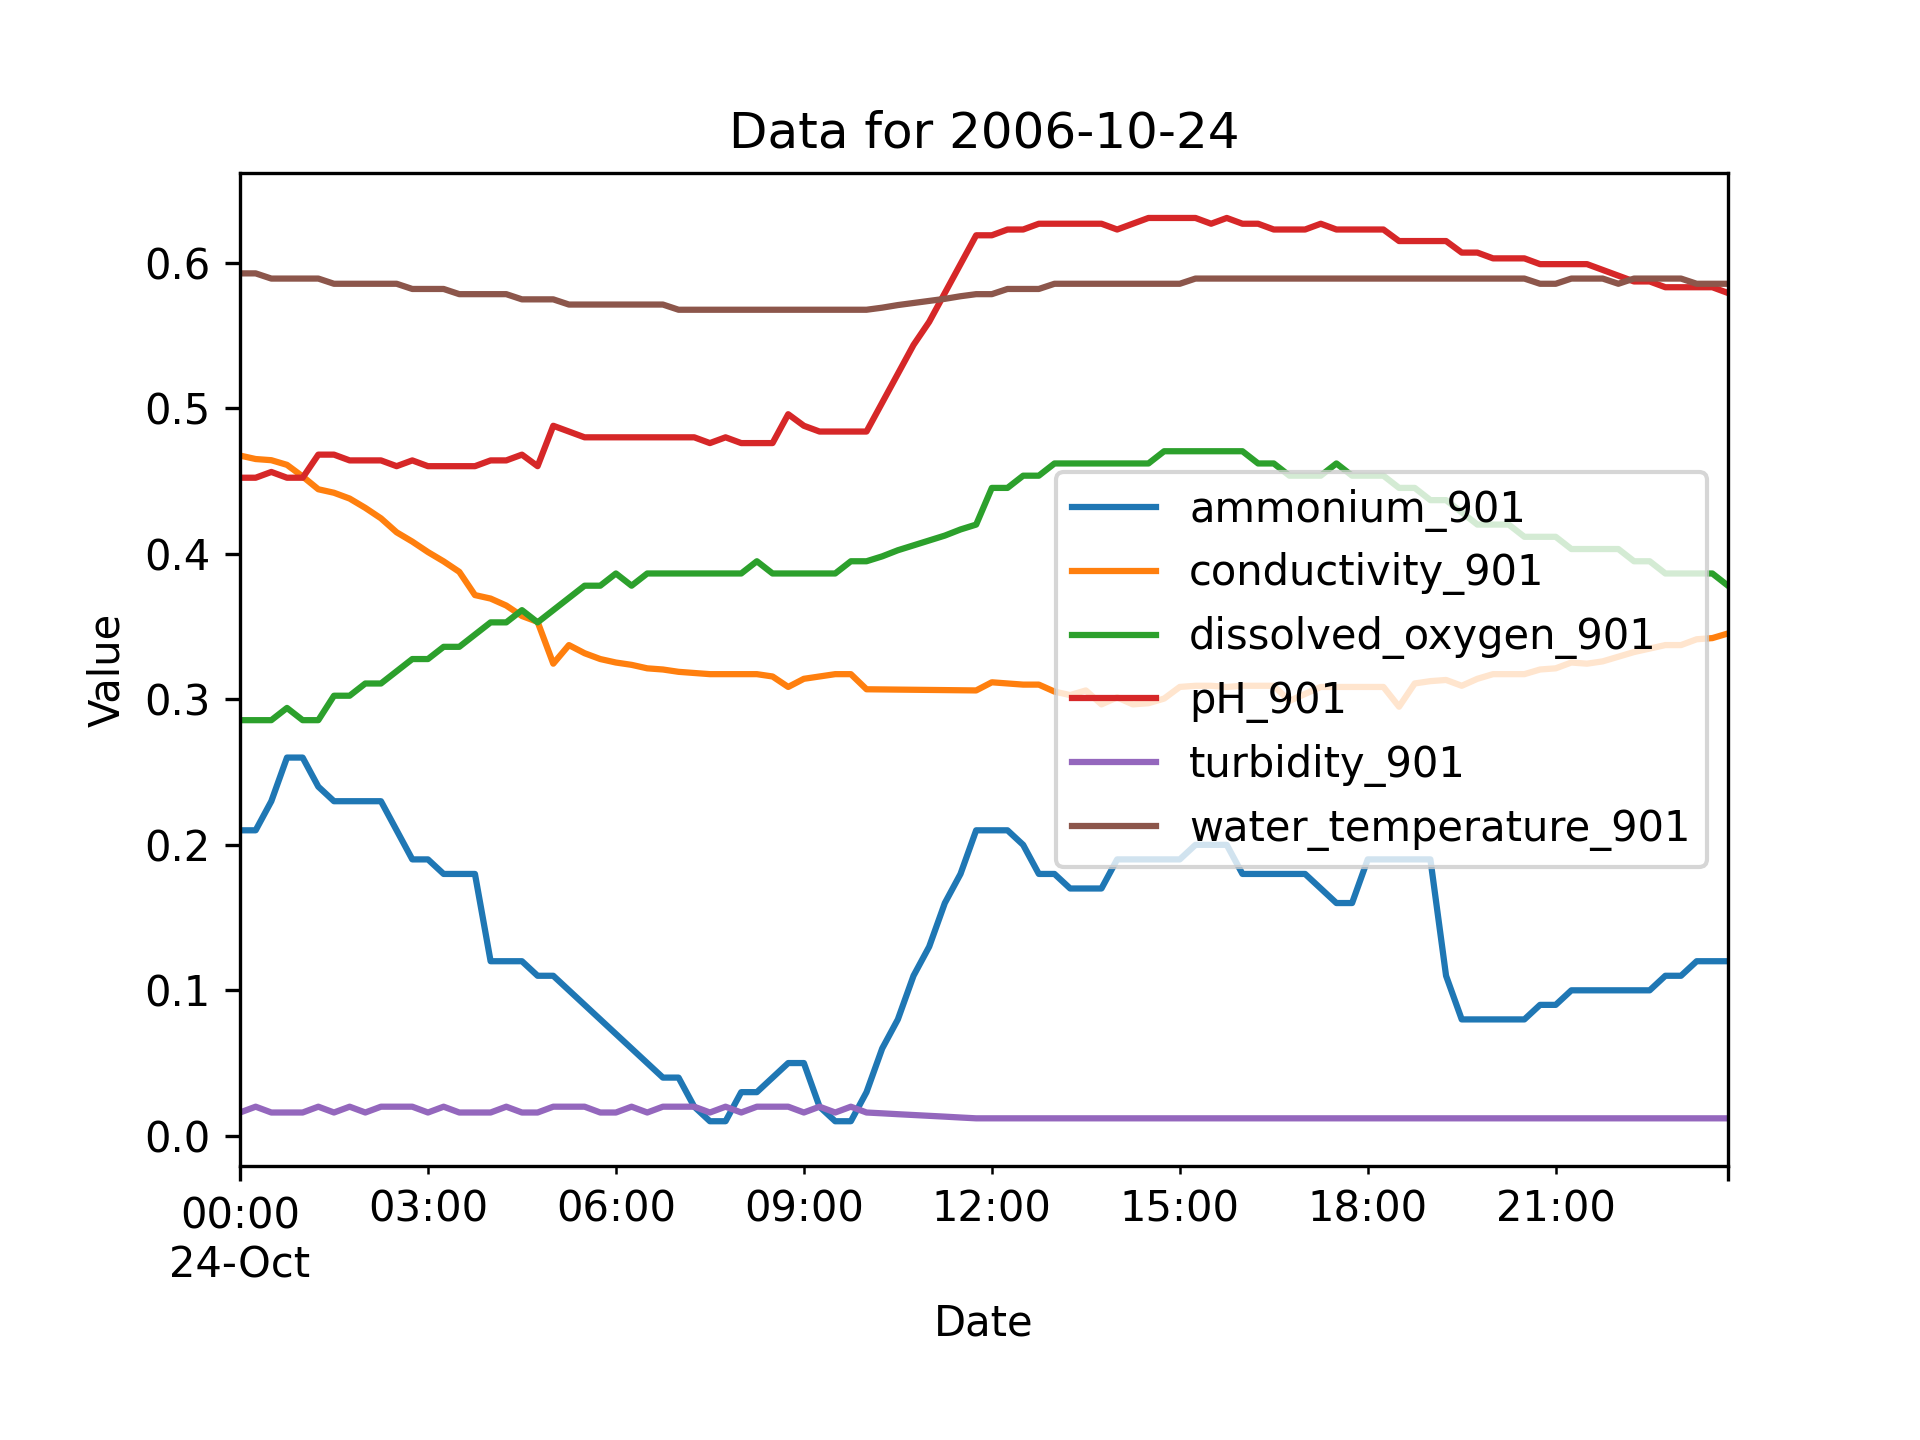 Data for 2006-10-24
Value
0.6
0.5
0.4
0.3
0.2
0.1
0.0
ammonium_901
conductivity_901
dissolved_oxygen_901
pH_901
turbidity_901
water_temperature_901
00:00 03:00 06:00 09:00 12:00 15:00 18:00 21:00
24-Oct
Date